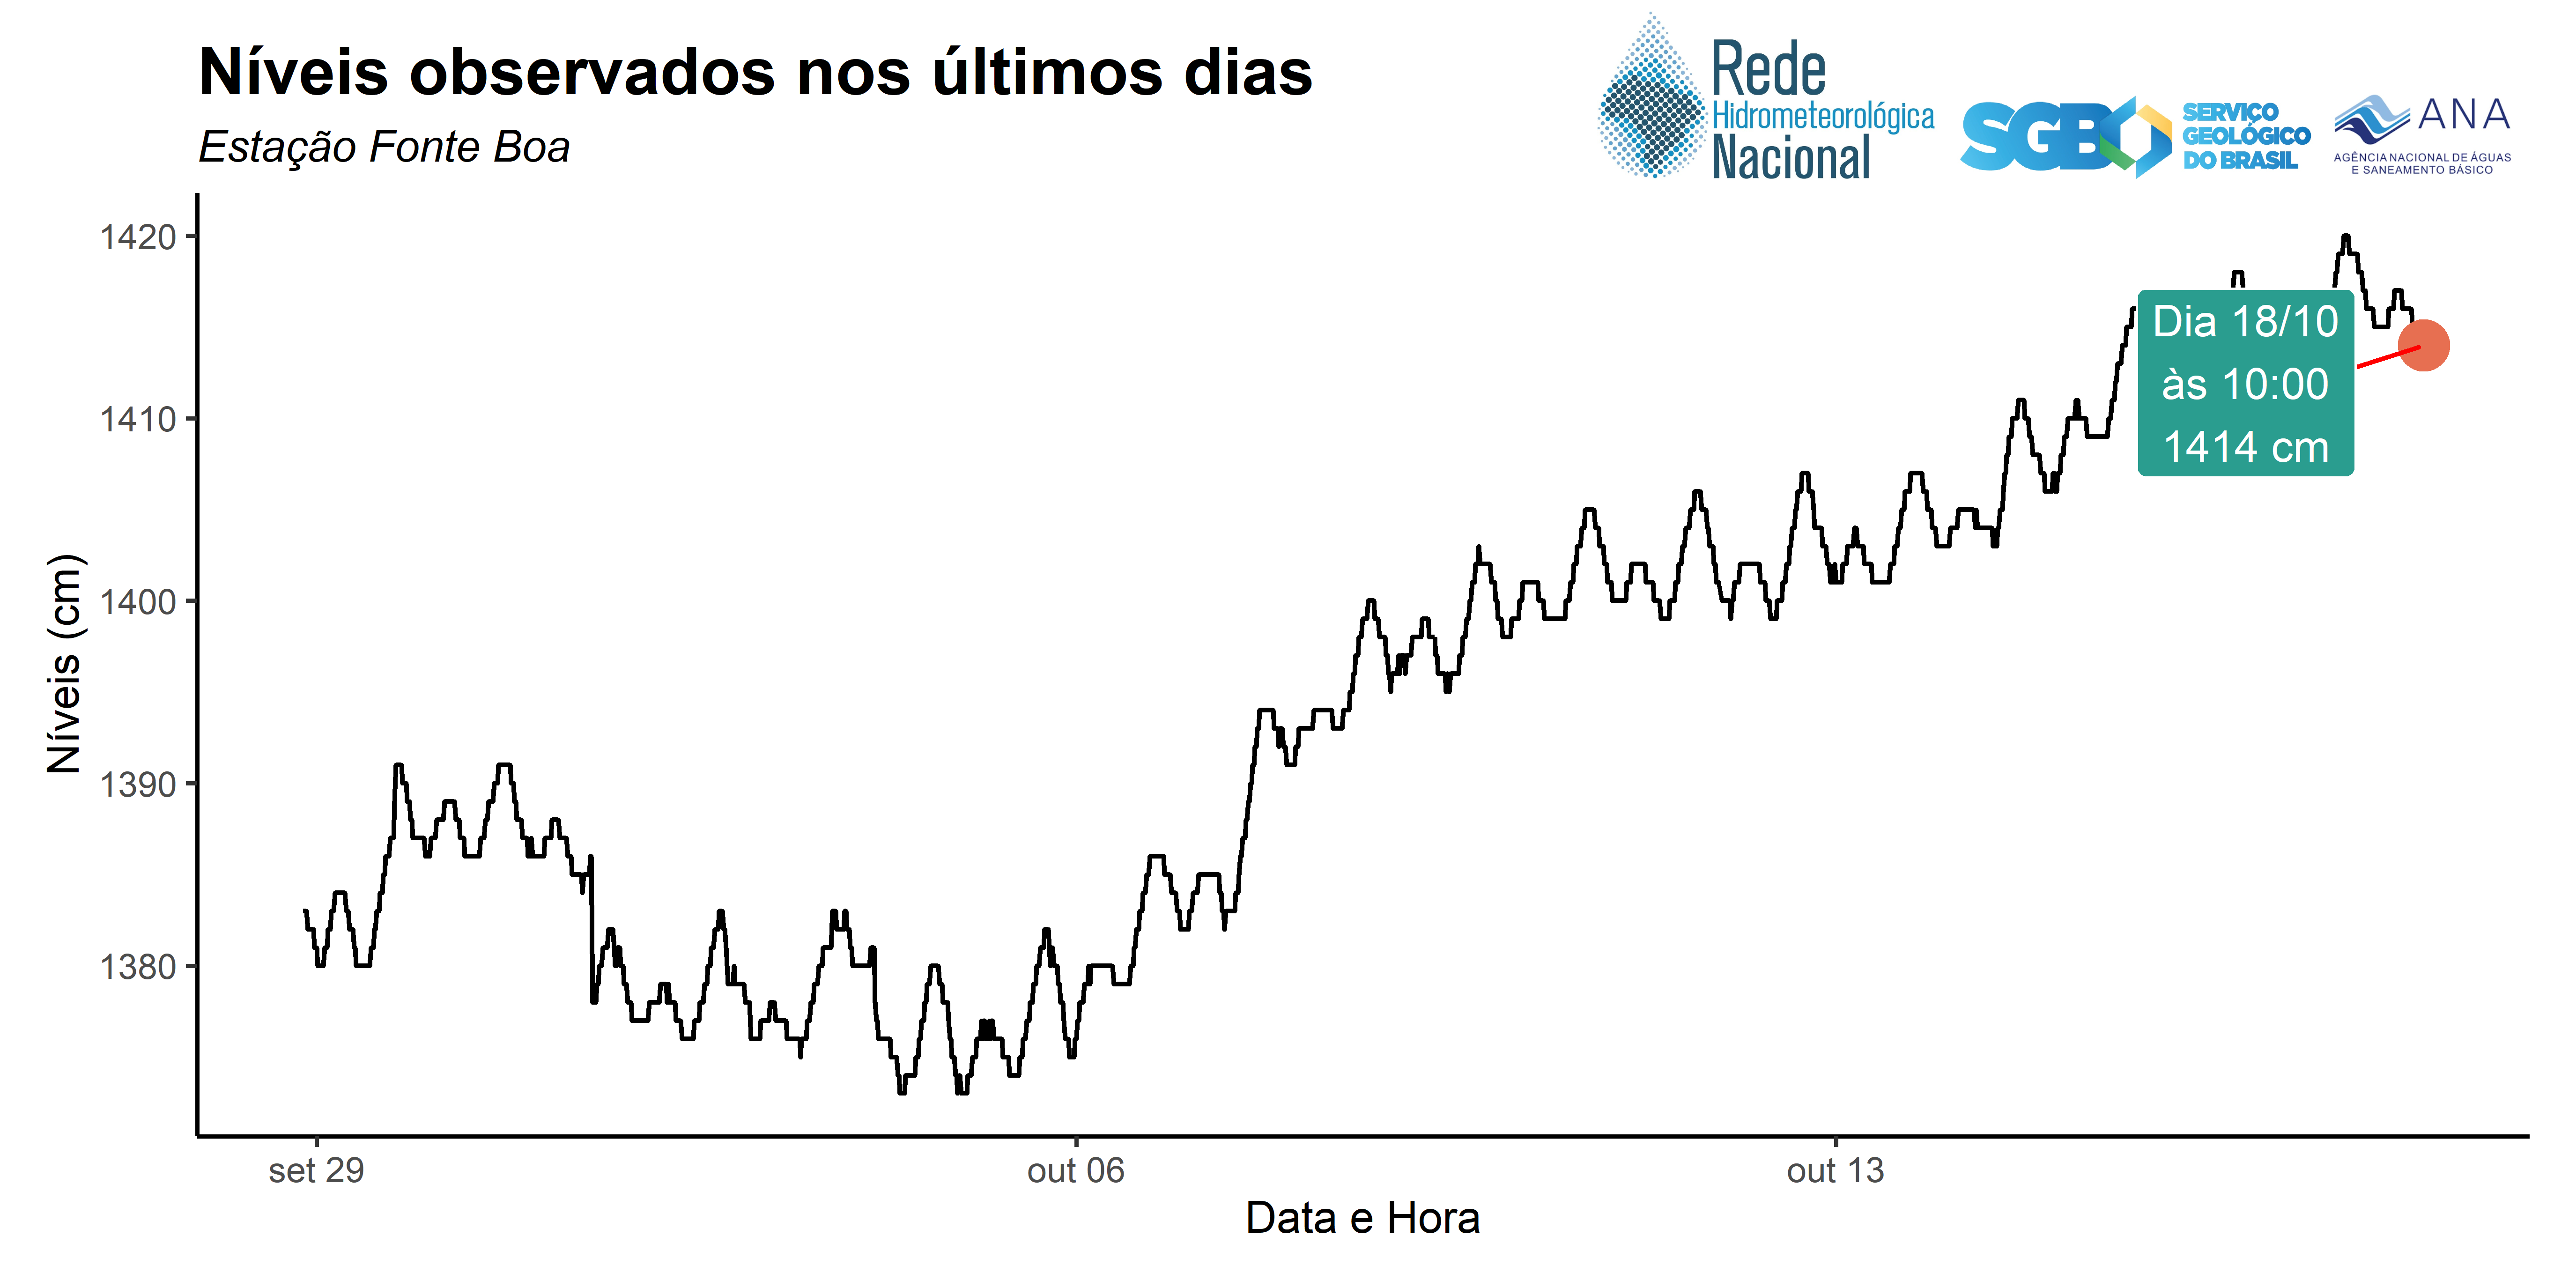 Níveis observados nos últimos dias
Estação Fonte Boa
Rede
Hidrometeorológica
Nacional
SGB
SERVIÇO
GEOLÓGICO
DO BRASIL
ANA
AGÊNCIA NACIONAL DE ÁGUAS
E SANEAMENTO BÁSICO
Níveis (cm)
1420
1410
1400
1390
1380
Dia 18/10
às 10:00
1414 cm
set 29
out 06
out 13
Data e Hora